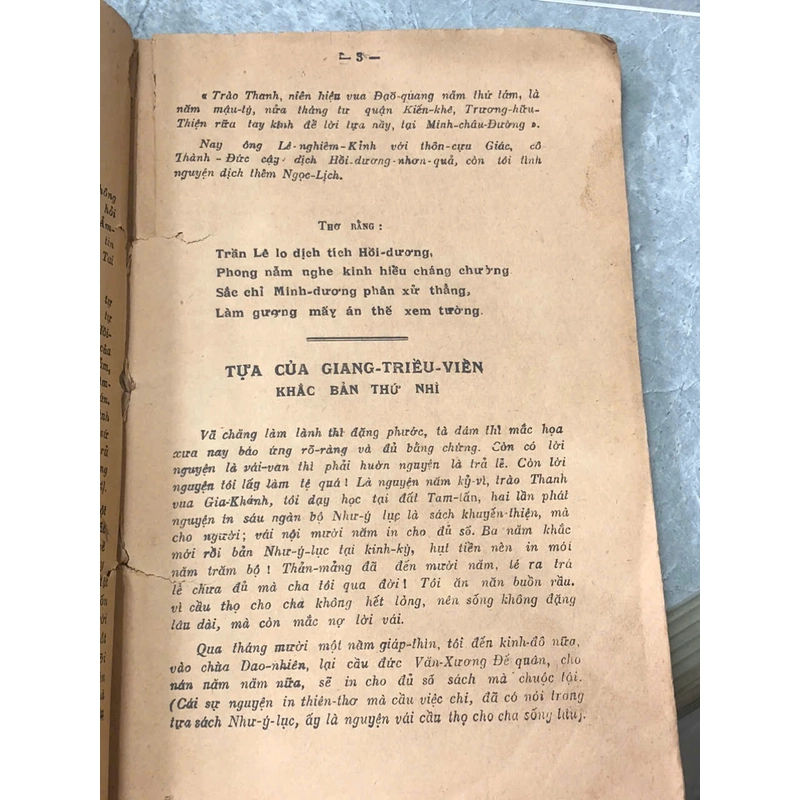 — 3 —
« Trào Thanh, niên hiệu vua Đạo-quang năm thứ tám, là
năm mậu-tý, nửa tháng tư quận Kiến-khê, Trương-hữu-
Thiện rữa tay kính đề lời tựa nầy, tại Minh-châu-Đường ».
Nay ông Lê-nghiêm-Kỉnh với thôn-cựu Giác, cô
Thành-Đức cậy dịch Hồi-dương-nhơn-quả, còn tôi tình
nguyện dịch thêm Ngọc-Lịch.
THƠ RẰNG :
Trần Lê lo dịch tích Hồi-dương,
Phong nắm nghe kinh hiểu cháng chường
Sắc chỉ Minh-dương phân xử thẳng,
Làm gương mấy án thế xem tường.
TỰA CỦA GIANG-TRIỀU-VIÊN
KHẮC BẢN THỨ NHÌ
Vã chăng làm lành thì đặng phước, tà dám thì mắc họa
xưa nay báo ứng rõ-ràng và đủ bằng chứng. Còn có lời
nguyện là vái-van thì phải huờn nguyện là trả lễ. Còn lời
nguyện tôi lấy làm tệ quá ! Là nguyện năm kỷ-vì, trào Thanh
vua Gia-Khánh, tôi dạy học tại đất Tam-lấn, hai lần phát
nguyện in sáu ngàn bộ Như-ý lục là sách khuyến-thiện, mà
cho người ; vái nội mười năm in cho đủ số. Ba năm khắc
mới rồi bản Như-ý-lục tại kinh-kỳ, hụt tiền nên in mới
năm trăm bộ ! Thản-mảng đã đến mười năm, lẽ ra trả
lễ chưa đủ mà cha tôi qua đời ! Tôi ăn năn buồn rầu.
vì cầu thọ cho cha không hết lòng, nên sống không đặng
lâu dài, mà còn mắc nợ lời vái.
Qua tháng mười một năm giáp-thìn, tôi đến kinh-đô nữa,
vào chùa Dao-nhiên, lại cầu đức Văn-Xương Đế quân, cho
nán năm năm nữa, sẽ in cho đủ số sách mà chuộc tội.
(Cái sự nguyện in thiên-thơ mà cầu việc chi, đã có nói trong
tựa sách Như-ý-lục, ấy là nguyện vái cầu thọ cho cha sống lâu).